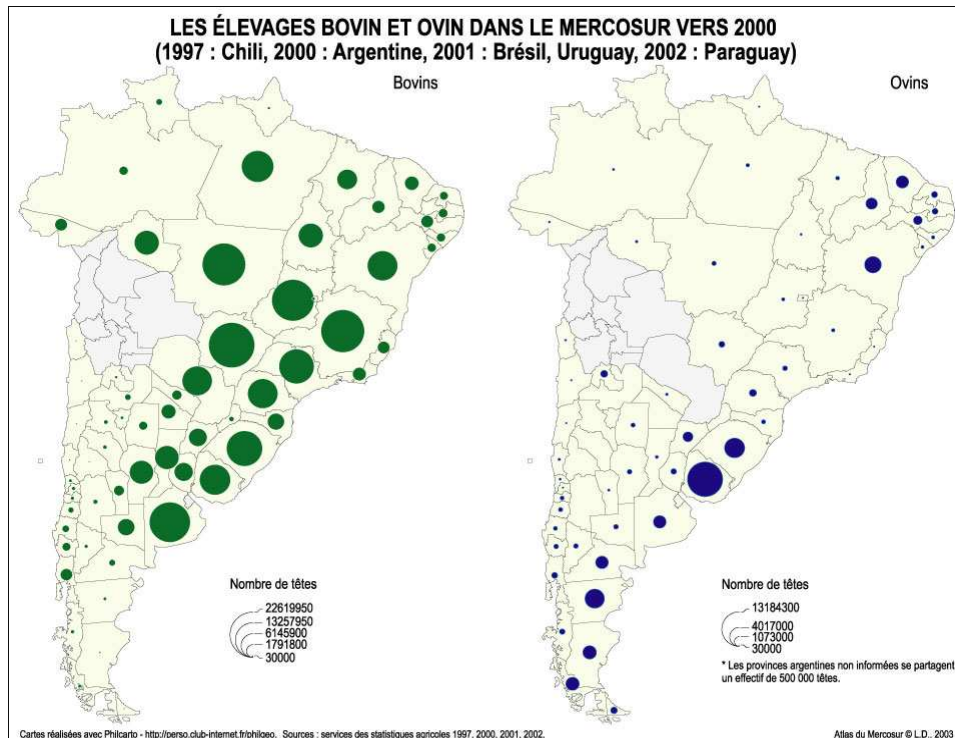 LES ÉLEVAGES BOVIN ET OVIN DANS LE MERCOSUR VERS 2000
(1997 : Chili, 2000 : Argentine, 2001 : Brésil, Uruguay, 2002 : Paraguay)
Bovins
Ovins
Nombre de têtes
22619950
13257950
6145900
1791800
30000
Nombre de têtes
13184300
4017000
1073000
30000
* Les provinces argentines non informées se partagent
un effectif de 500 000 têtes.
Cartes réalisées avec Philcarto - http://perso.club-internet.fr/philgeo. Sources : services des statistiques agricoles 1997, 2000, 2001, 2002.
Atlas du Mercosur © L.D., 2003